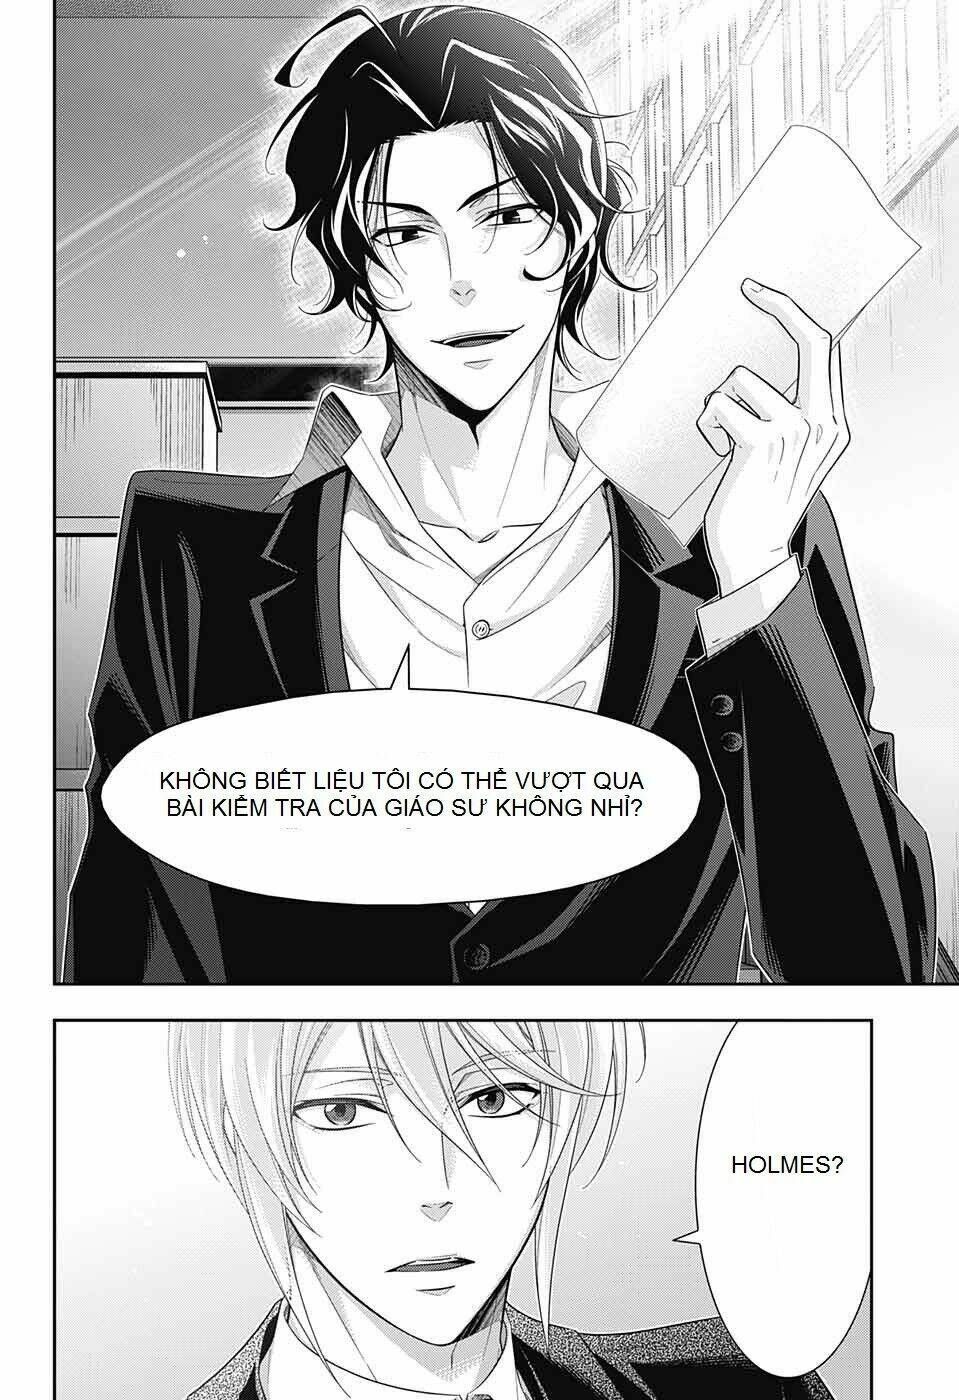 KHÔNG BIẾT LIỆU TÔI CÓ THỂ VƯỢT QUA
BÀI KIỂM TRA CỦA GIÁO SƯ KHÔNG NHỈ?
HOLMES?